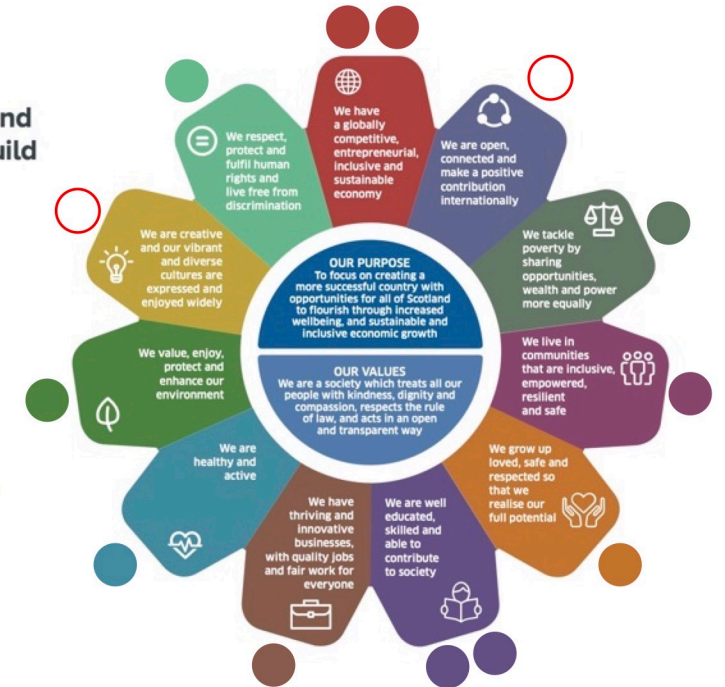 nd
uild
We have
a globally
competitive,
entrepreneurial,
inclusive and
sustainable
economy
We are open,
connected and
make a positive
contribution
internationally
We tackle
poverty by
sharing
opportunities,
wealth and power
more equally
We live in
communities
that are inclusive,
empowered,
resilient
and safe
We grow up
loved, safe and
respected so
that we
realise our
full potential
We are well
educated,
skilled and
able to
contribute
to society
We have
thriving and
innovative
businesses,
with quality jobs
and fair work for
everyone
We are
healthy and
active
We value, enjoy,
protect and
enhance our
environment
We are creative
and our vibrant
and diverse
cultures are
expressed and
enjoyed widely
We respect,
protect and
fulfil human
rights and
live free from
discrimination
OUR PURPOSE
To focus on creating a
more successful country with
opportunities for all of Scotland
to flourish through increased
wellbeing, and sustainable and
inclusive economic growth
OUR VALUES
We are a society which treats all our
people with kindness, dignity and
compassion, respects the rule
of law, and acts in an open
and transparent way